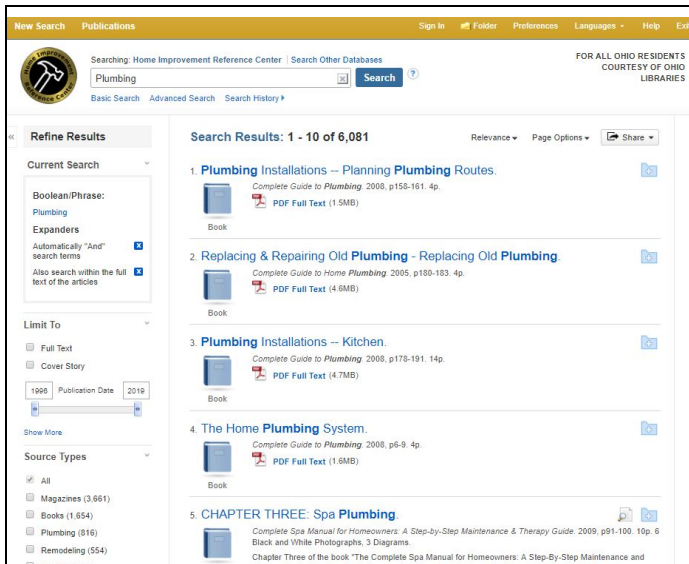 New Search Publications Sign In Folder Preferences Languages Help Exit
Home Improvement Reference Center
Searching: Home Improvement Reference Center | Search Other Databases
Plumbing Search
Basic Search Advanced Search Search History
FOR ALL OHIO RESIDENTS
COURTESY OF OHIO
LIBRARIES
Refine Results
Current Search
Boolean/Phrase:
Plumbing
Expanders
Automatically "And"
search terms
Also search within the full
text of the articles
Limit To
Full Text
Cover Story
1996 Publication Date 2019
Show More
Source Types
All
Magazines (3,661)
Books (1,654)
Plumbing (816)
Remodeling (554)
Search Results: 1 - 10 of 6,081 Relevance Page Options Share
1. Plumbing Installations -- Planning Plumbing Routes.
Complete Guide to Plumbing. 2008, p158-161. 4p.
PDF Full Text (1.5MB)
Book
2. Replacing & Repairing Old Plumbing - Replacing Old Plumbing.
Complete Guide to Home Plumbing. 2005, p180-183. 4p.
PDF Full Text (4.6MB)
Book
3. Plumbing Installations -- Kitchen.
Complete Guide to Plumbing. 2008, p178-191. 14p.
PDF Full Text (4.7MB)
Book
4. The Home Plumbing System.
Complete Guide to Plumbing. 2008, p6-9. 4p.
PDF Full Text (1.6MB)
Book
5. CHAPTER THREE: Spa Plumbing.
Complete Spa Manual for Homeowners: A Step-by-Step Maintenance & Therapy Guide. 2009, p91-100. 10p. 6
Black and White Photographs, 3 Diagrams.
Chapter Three of the book "The Complete Spa Manual for Homeowners: A Step-By-Step Maintenance and